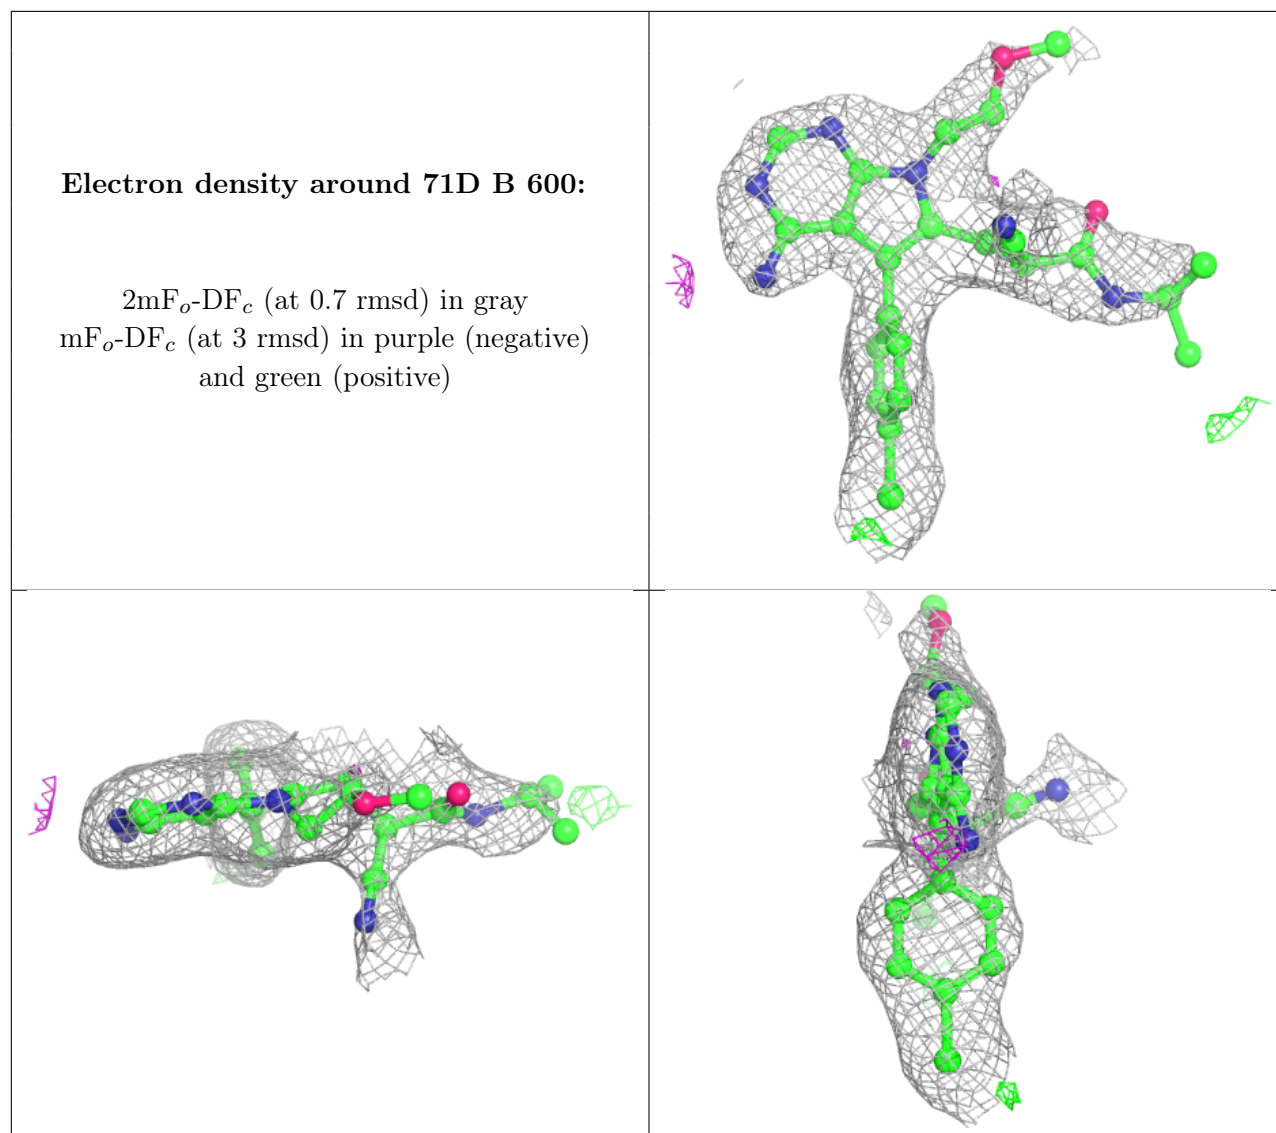 Electron density around 71D B 600:
2mFo-DFc (at 0.7 rmsd) in gray
mFo-DFc (at 3 rmsd) in purple (negative)
and green (positive)